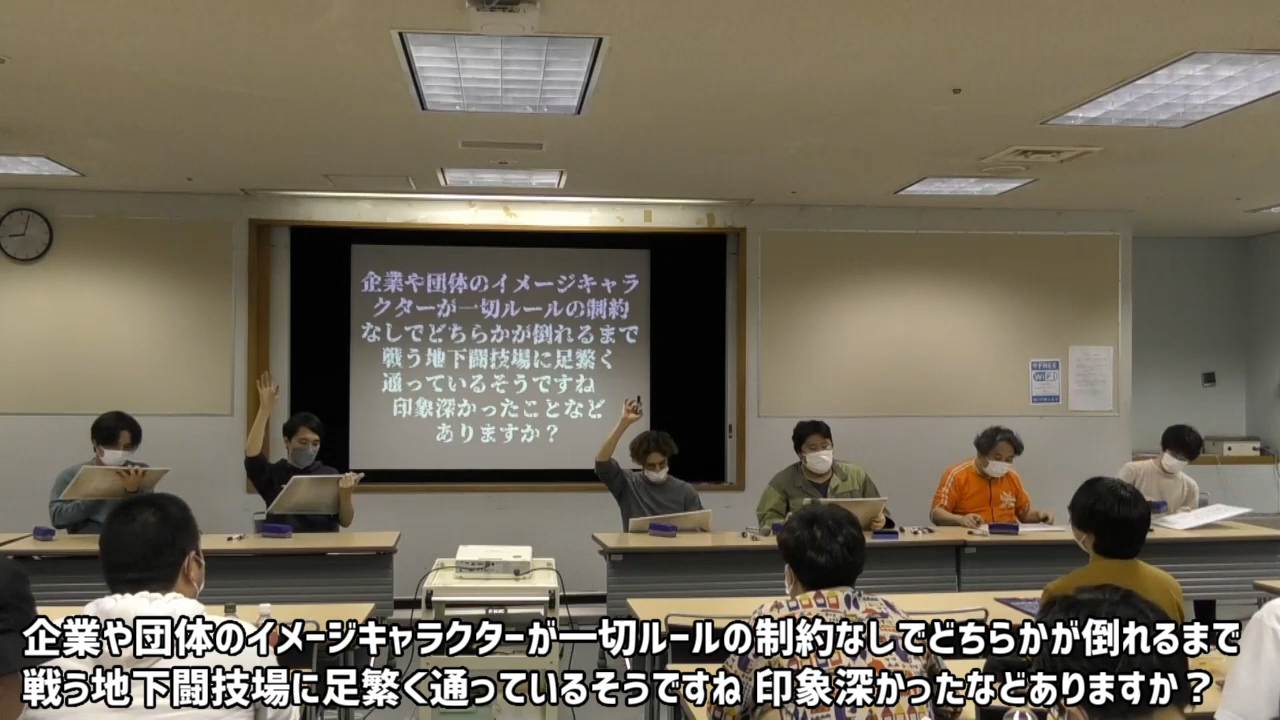 企業や団体のイメージキャラ
クターが一切ルールの制約
なしでどちらかが倒れるまで
戦う地下闘技場に足繁く
通っているそうですね
印象深かったことなど
ありますか？
WiFi
企業や団体のイメージキャラクターが一切ルールの制約なしでどちらかが倒れるまで
戦う地下闘技場に足繁く通っているそうですね 印象深かったなどありますか？